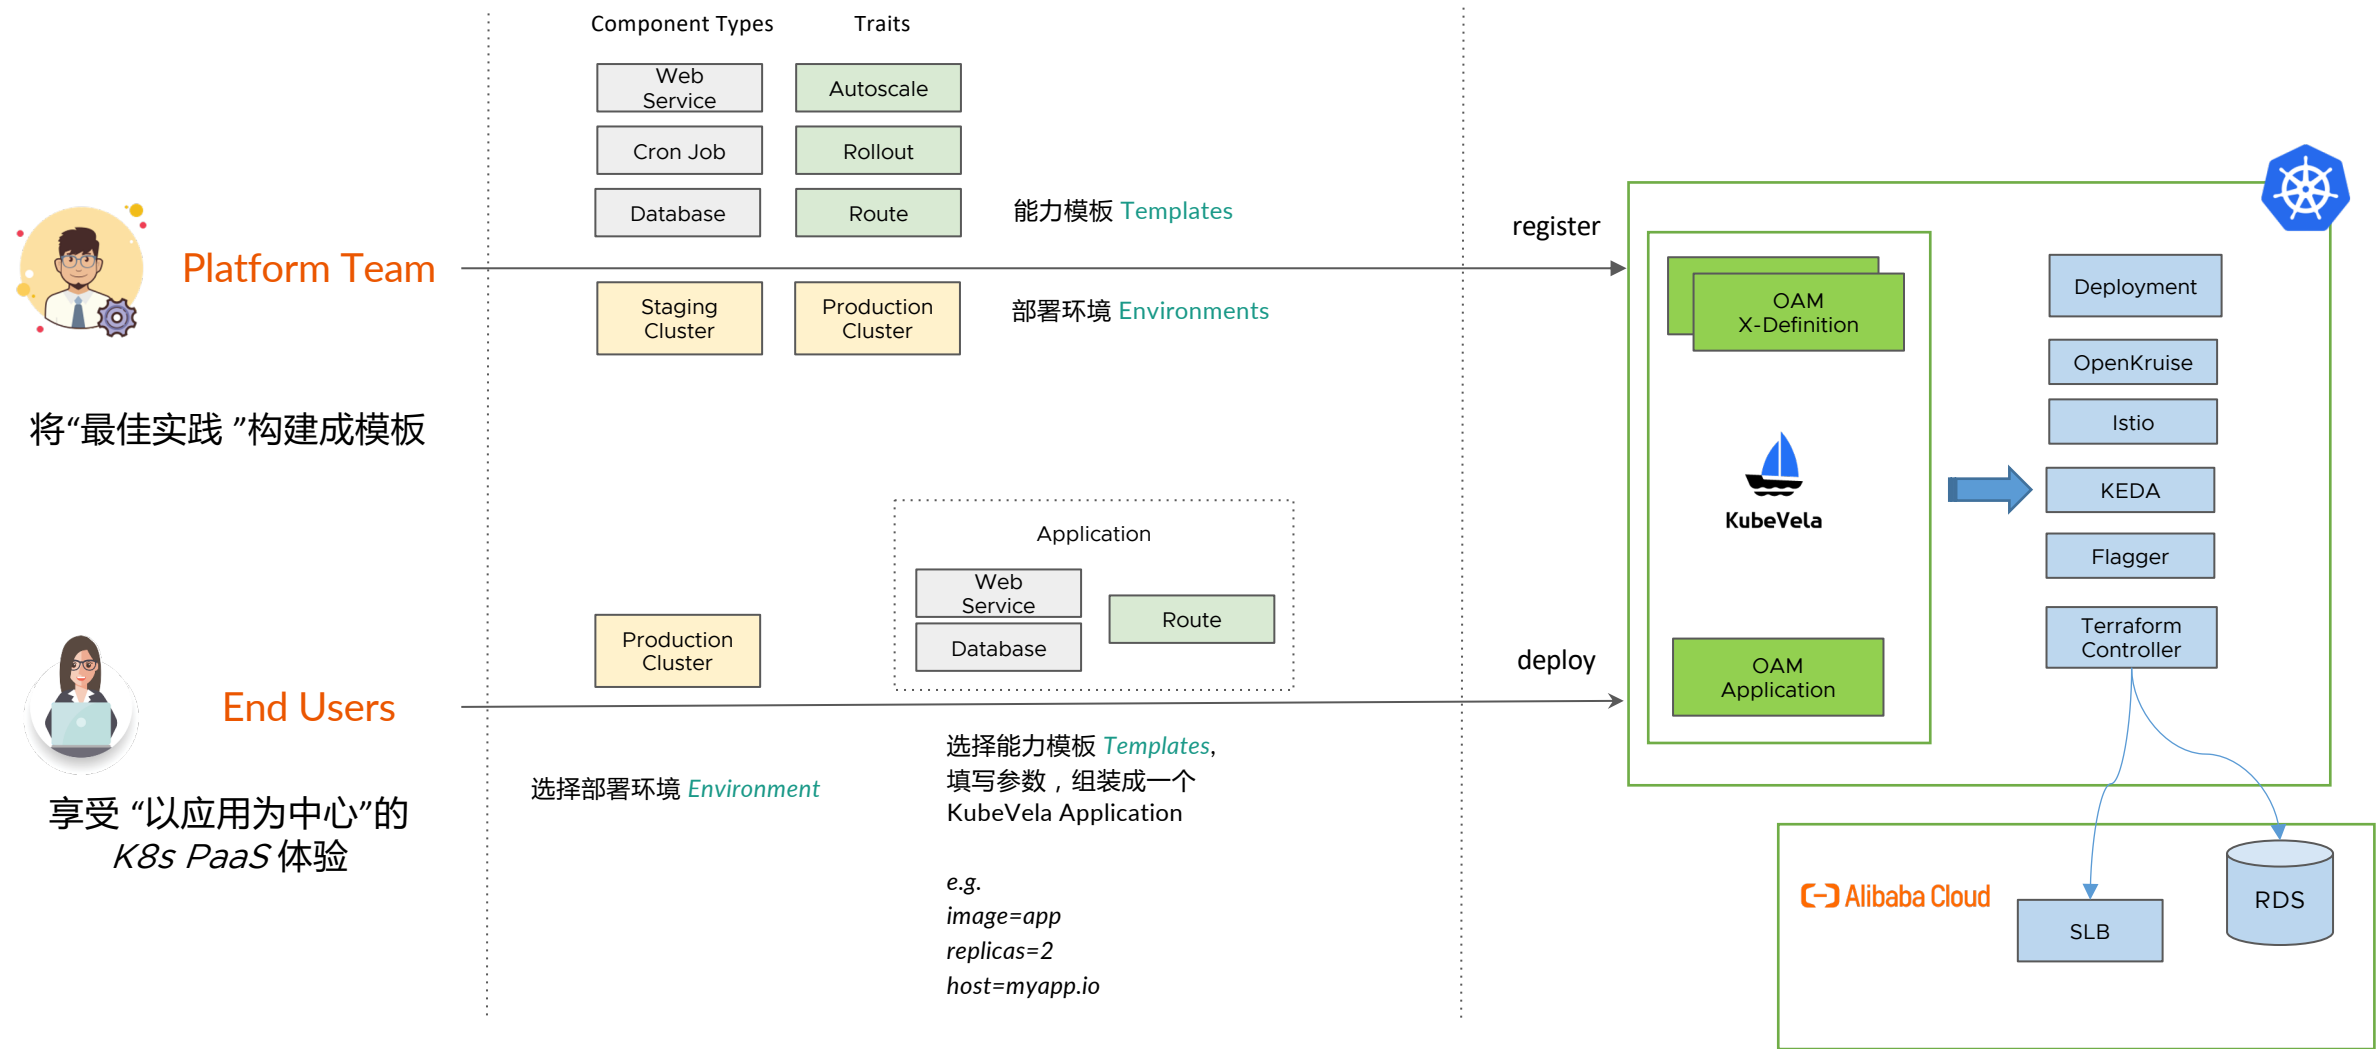 Component Types
Traits
Web
Service
Autoscale
Cron Job
Rollout
Database
Route
能力模板 Templates
register
Platform Team
Staging
Cluster
Production
Cluster
部署环境 Environments
将“最佳实践 ”构建成模板
OAM
X-Definition
KubeVela
OAM
Application
Deployment
OpenKruise
Istio
KEDA
Flagger
Terraform
Controller
Application
Web
Service
Database
Route
Production
Cluster
deploy
End Users
选择部署环境 Environment
选择能力模板 Templates,
填写参数，组装成一个
KubeVela Application
e.g.
image=app
replicas=2
host=myapp.io
享受 “以应用为中心”的
K8s PaaS 体验
Alibaba Cloud
SLB
RDS